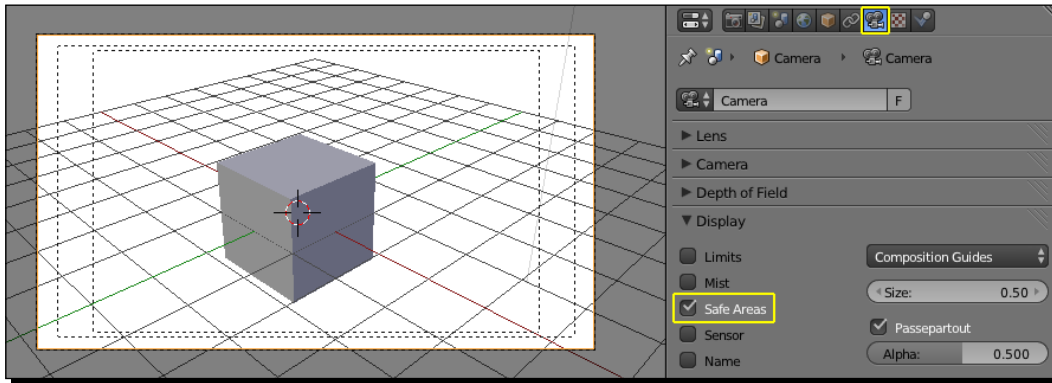 Camera Camera
Camera F
Lens
Camera
Depth of Field
Display
Limits Composition Guides
Mist Size: 0.50
Safe Areas
Sensor Passepartout
Name Alpha: 0.500